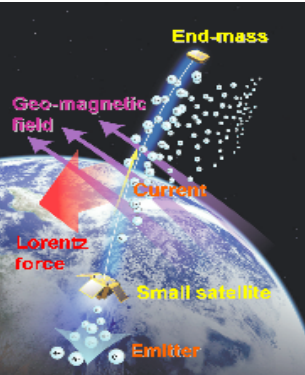 End-mass
Geo-magnetic
field
Current
Lorentz
force
Small satellite
Emitter